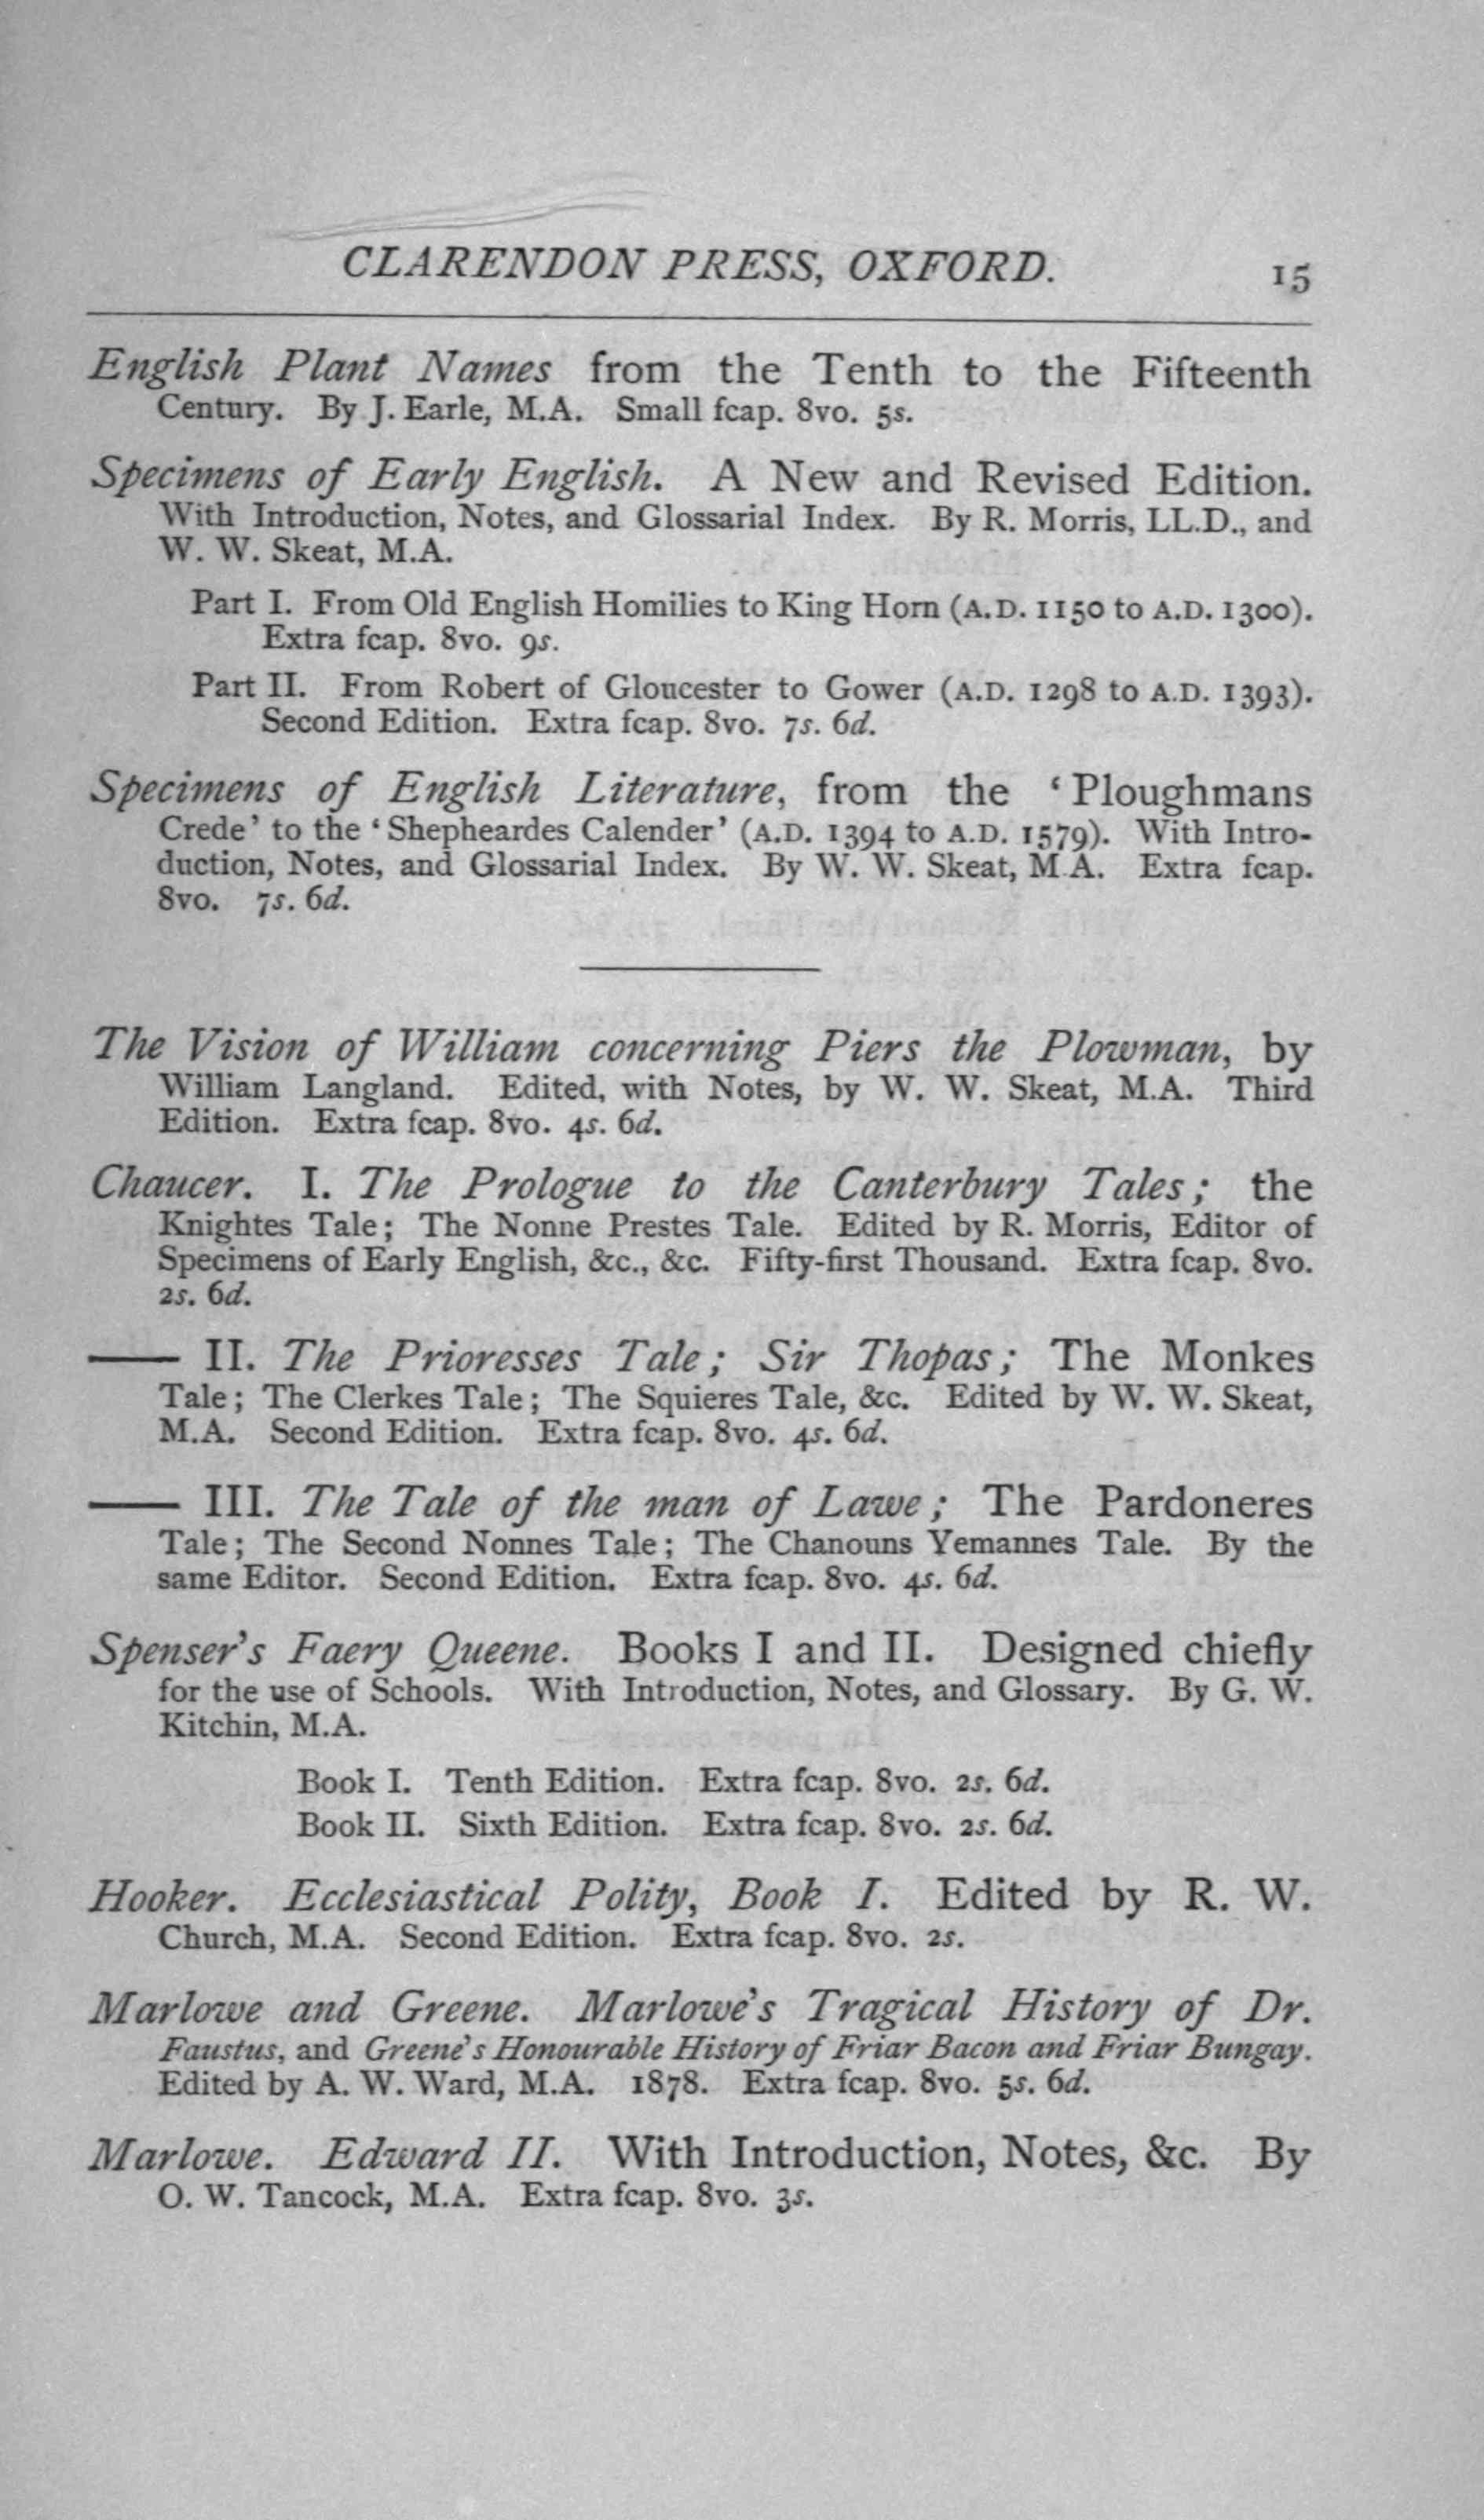 CLARENDON PRESS, OXFORD. 15
English Plant Names from the Tenth to the Fifteenth
Century. By J. Earle, M.A. Small fcap. 8vo. 5s.
Specimens of Early English. A New and Revised Edition.
With Introduction, Notes, and Glossarial Index. By R. Morris, LL.D., and
W. W. Skeat, M.A.
Part I. From Old English Homilies to King Horn (A.D. 1150 to A.D. 1300).
Extra fcap. 8vo. 9s.
Part II. From Robert of Gloucester to Gower (A.D. 1298 to A.D. 1393).
Second Edition. Extra fcap. 8vo. 7s. 6d.
Specimens of English Literature, from the ‘Ploughmans
Crede’ to the ‘Shepheardes Calender’ (A.D. 1394 to A.D. 1579). With Intro-
duction, Notes, and Glossarial Index. By W. W. Skeat, M.A. Extra fcap.
8vo. 7s. 6d.
The Vision of William concerning Piers the Plowman, by
William Langland. Edited, with Notes, by W. W. Skeat, M.A. Third
Edition. Extra fcap. 8vo. 4s. 6d.
Chaucer. I. The Prologue to the Canterbury Tales; the
Knightes Tale; The Nonne Prestes Tale. Edited by R. Morris, Editor of
Specimens of Early English, &c., &c. Fifty-first Thousand. Extra fcap. 8vo.
2s. 6d.
—— II. The Prioresses Tale; Sir Thopas; The Monkes
Tale; The Clerkes Tale; The Squieres Tale, &c. Edited by W. W. Skeat,
M.A. Second Edition. Extra fcap. 8vo. 4s. 6d.
—— III. The Tale of the man of Lawe; The Pardoneres
Tale; The Second Nonnes Tale; The Chanouns Yemannes Tale. By the
same Editor. Second Edition. Extra fcap. 8vo. 4s. 6d.
Spenser's Faery Queene. Books I and II. Designed chiefly
for the use of Schools. With Introduction, Notes, and Glossary. By G. W.
Kitchin, M.A.
Book I. Tenth Edition. Extra fcap. 8vo. 2s. 6d.
Book II. Sixth Edition. Extra fcap. 8vo. 2s. 6d.
Hooker. Ecclesiastical Polity, Book I. Edited by R. W.
Church, M.A. Second Edition. Extra fcap. 8vo. 2s.
Marlowe and Greene. Marlowe's Tragical History of Dr.
Faustus, and Greene's Honourable History of Friar Bacon and Friar Bungay.
Edited by A. W. Ward, M.A. 1878. Extra fcap. 8vo. 5s. 6d.
Marlowe. Edward II. With Introduction, Notes, &c. By
O. W. Tancock, M.A. Extra fcap. 8vo. 3s.